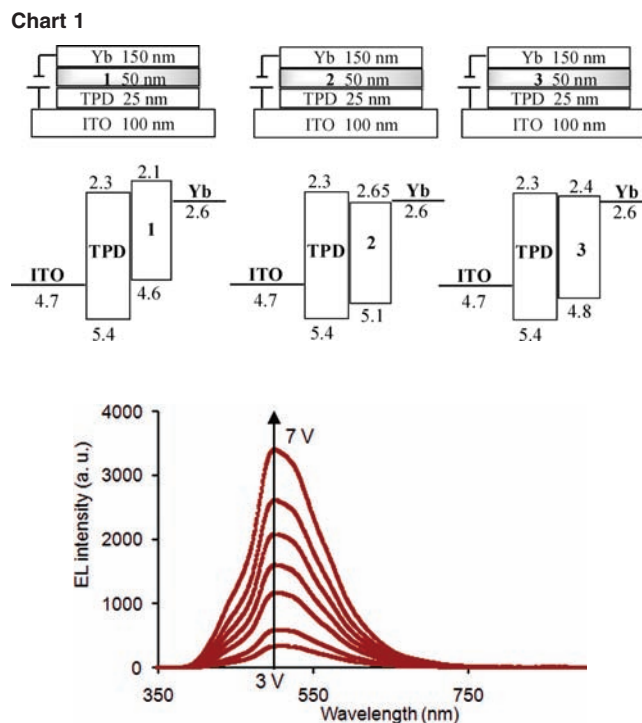 Chart 1
Yb 150 nm
1 50 nm
TPD 25 nm
ITO 100 nm
Yb 150 nm
2 50 nm
TPD 25 nm
ITO 100 nm
Yb 150 nm
3 50 nm
TPD 25 nm
ITO 100 nm
2.3 2.1 Yb
2.6
TPD 1
ITO
4.7 4.6
5.4
2.3 2.65 Yb
2.6
TPD 2
ITO
4.7 5.1
5.4
2.3 2.4 Yb
2.6
TPD 3
ITO
4.7 4.8
5.4
EL intensity (a. u.)
4000
3000
2000
1000
0
7 V
3 V
350 550 750
Wavelength (nm)